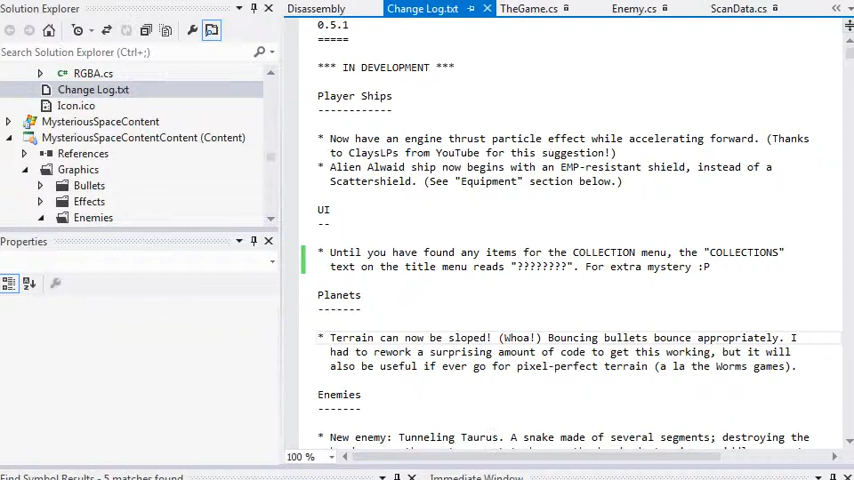 Solution Explorer
Search Solution Explorer (Ctrl+;)
RGBA.cs
Change Log.txt
Icon.ico
MysteriousSpaceContent
MysteriousSpaceContentContent (Content)
References
Graphics
Bullets
Effects
Enemies
Properties
Disassembly
Change Log.txt
TheGame.cs
Enemy.cs
ScanData.cs
0.5.1
=====
*** IN DEVELOPMENT ***
Player Ships
------------
* Now have an engine thrust particle effect while accelerating forward. (Thanks
to ClaysLPs from YouTube for this suggestion!)
* Alien Alwaid ship now begins with an EMP-resistant shield, instead of a
Scattershield. (See "Equipment" section below.)
UI
--
* Until you have found any items for the COLLECTION menu, the "COLLECTIONS"
text on the title menu reads "????????". For extra mystery :P
Planets
-------
* Terrain can now be sloped! (Whoa!) Bouncing bullets bounce appropriately. I
had to rework a surprising amount of code to get this working, but it will
also be useful if ever go for pixel-perfect terrain (a la the Worms games).
Enemies
-------
* New enemy: Tunneling Taurus. A snake made of several segments; destroying the
100 %
Find Symbol Results - 5 matches found
Immediate Window